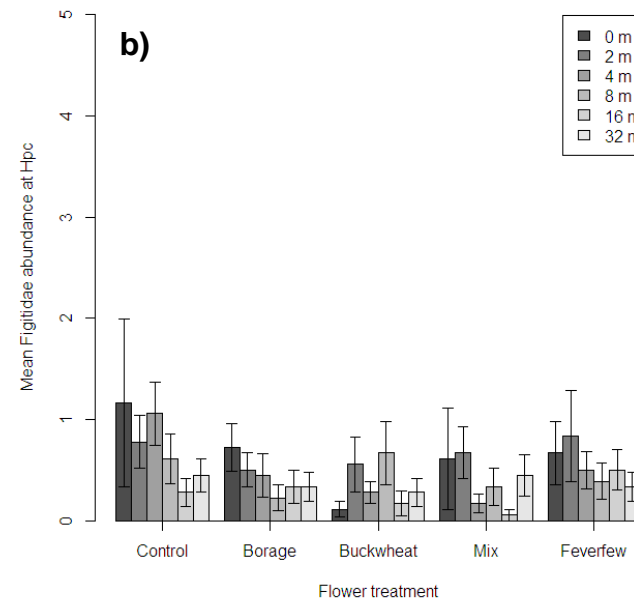 b)
0 m
2 m
4 m
8 m
16 m
32 m
Mean Figitidae abundance at Hpc
5
4
3
2
1
0
Control Borage Buckwheat Mix Feverfew
Flower treatment